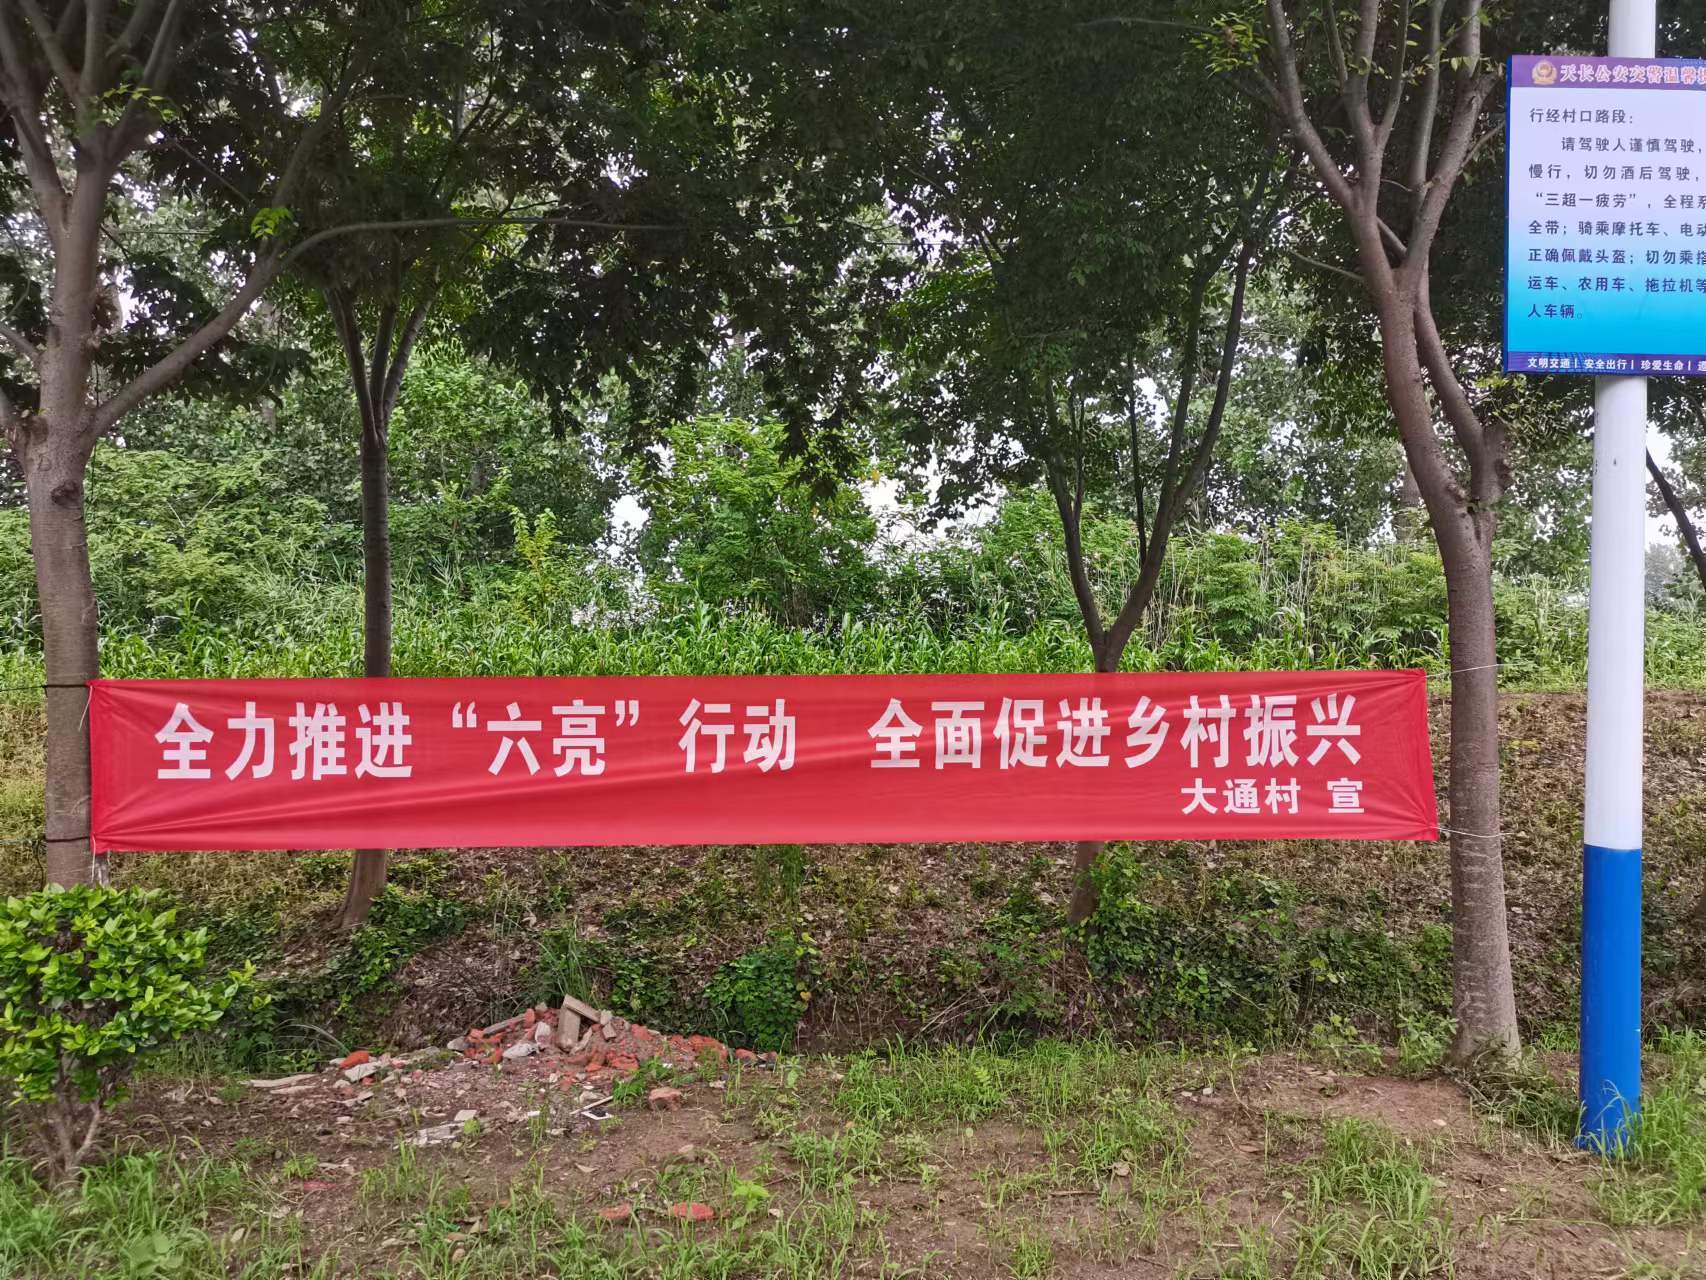 全力推进“六亮”行动 全面促进乡村振兴
大通村 宣
天长公安交警温馨
行经村口路段：
请驾驶人谨慎驾驶，
慢行，切勿酒后驾驶，
“三超一疲劳”，全程系
全带；骑乘摩托车、电动
正确佩戴头盔；切勿乘搭
运车、农用车、拖拉机等
人车辆。
文明交通 | 安全出行 | 珍爱生命 |